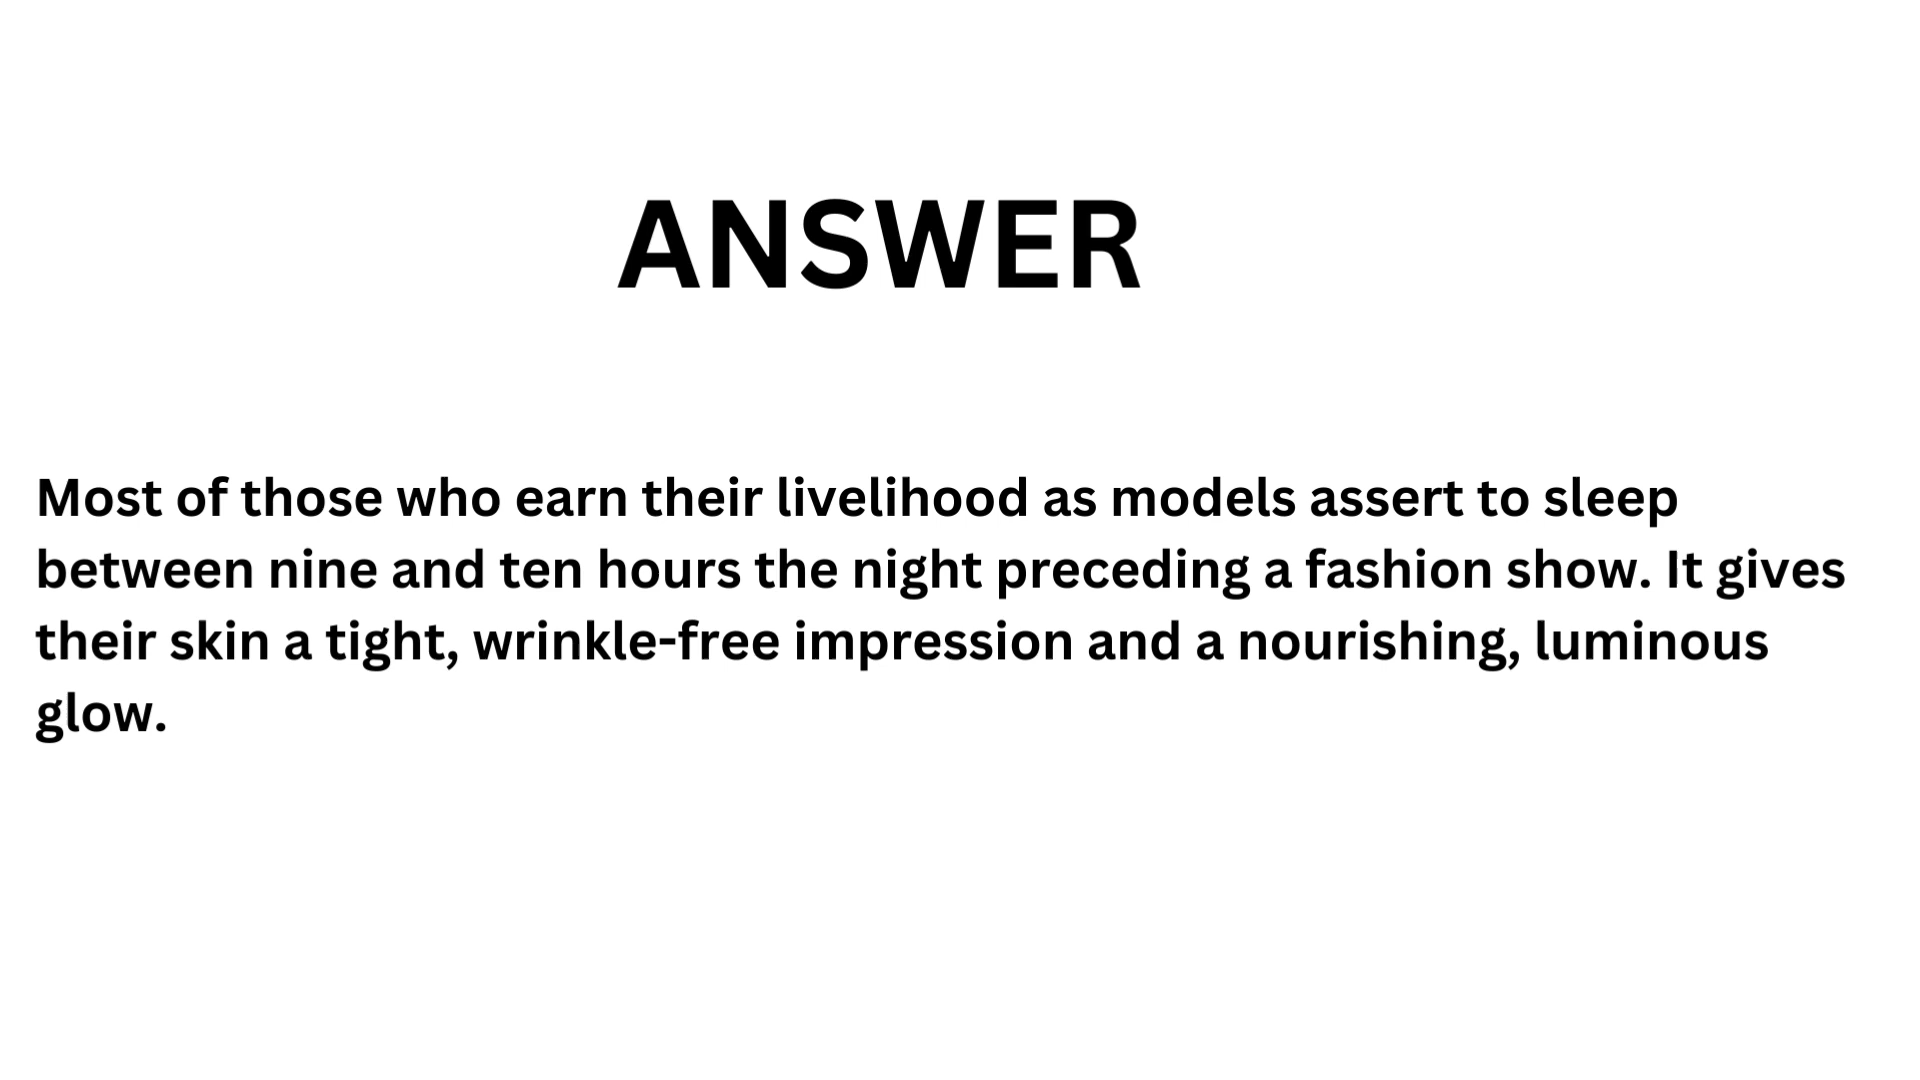 ANSWER
Most of those who earn their livelihood as models assert to sleep
between nine and ten hours the night preceding a fashion show. It gives
their skin a tight, wrinkle-free impression and a nourishing, luminous
glow.